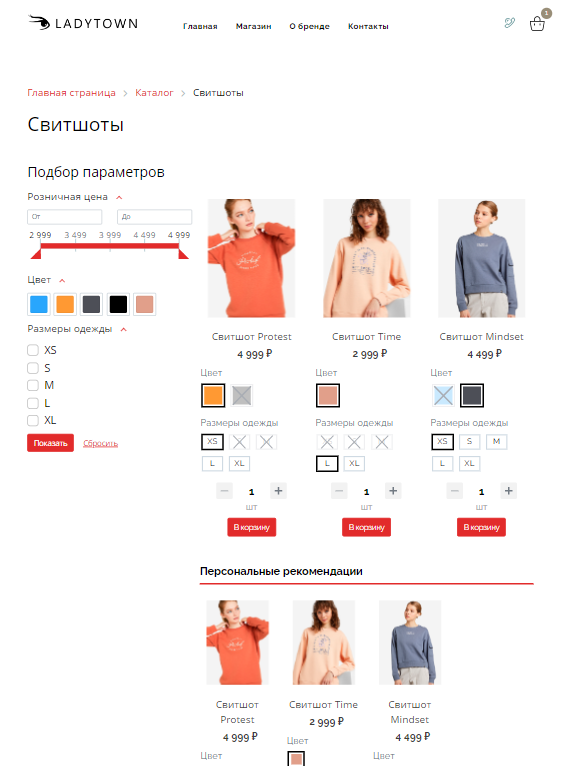 LADYTOWN
Главная Магазин О бренде Контакты
1
Главная страница Каталог Свитшоты
Свитшоты
Подбор параметров
Розничная цена
От До
2 999 3 499 3 999 4 499 4 999
Цвет
Размеры одежды
XS
S
M
L
XL
Показать Сбросить
Свитшот Protest Свитшот Time Свитшот Mindset
4 999 ₽ 2 999 ₽ 4 499 ₽
Цвет Цвет Цвет
Размеры одежды Размеры одежды Размеры одежды
XS XS S M
L XL L XL L XL
− 1 + − 1 + − 1 +
шт шт шт
В корзину В корзину В корзину
Персональные рекомендации
Свитшот Свитшот Time Свитшот
Protest 2 999 ₽ Mindset
4 999 ₽ Цвет 4 499 ₽
Цвет Цвет